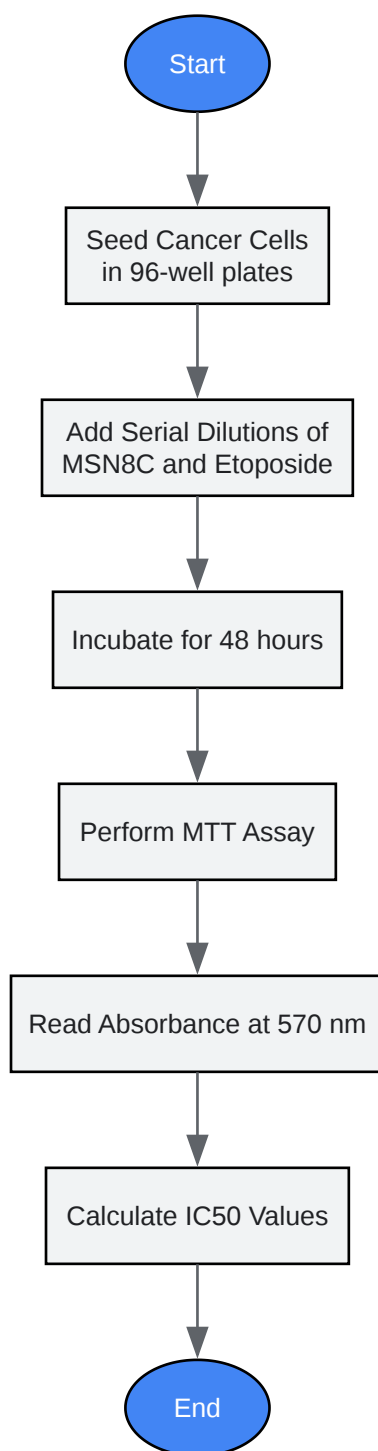 Start
Seed Cancer Cells
in 96-well plates
Add Serial Dilutions of
MSN8C and Etoposide
Incubate for 48 hours
Perform MTT Assay
Read Absorbance at 570 nm
Calculate IC50 Values
End